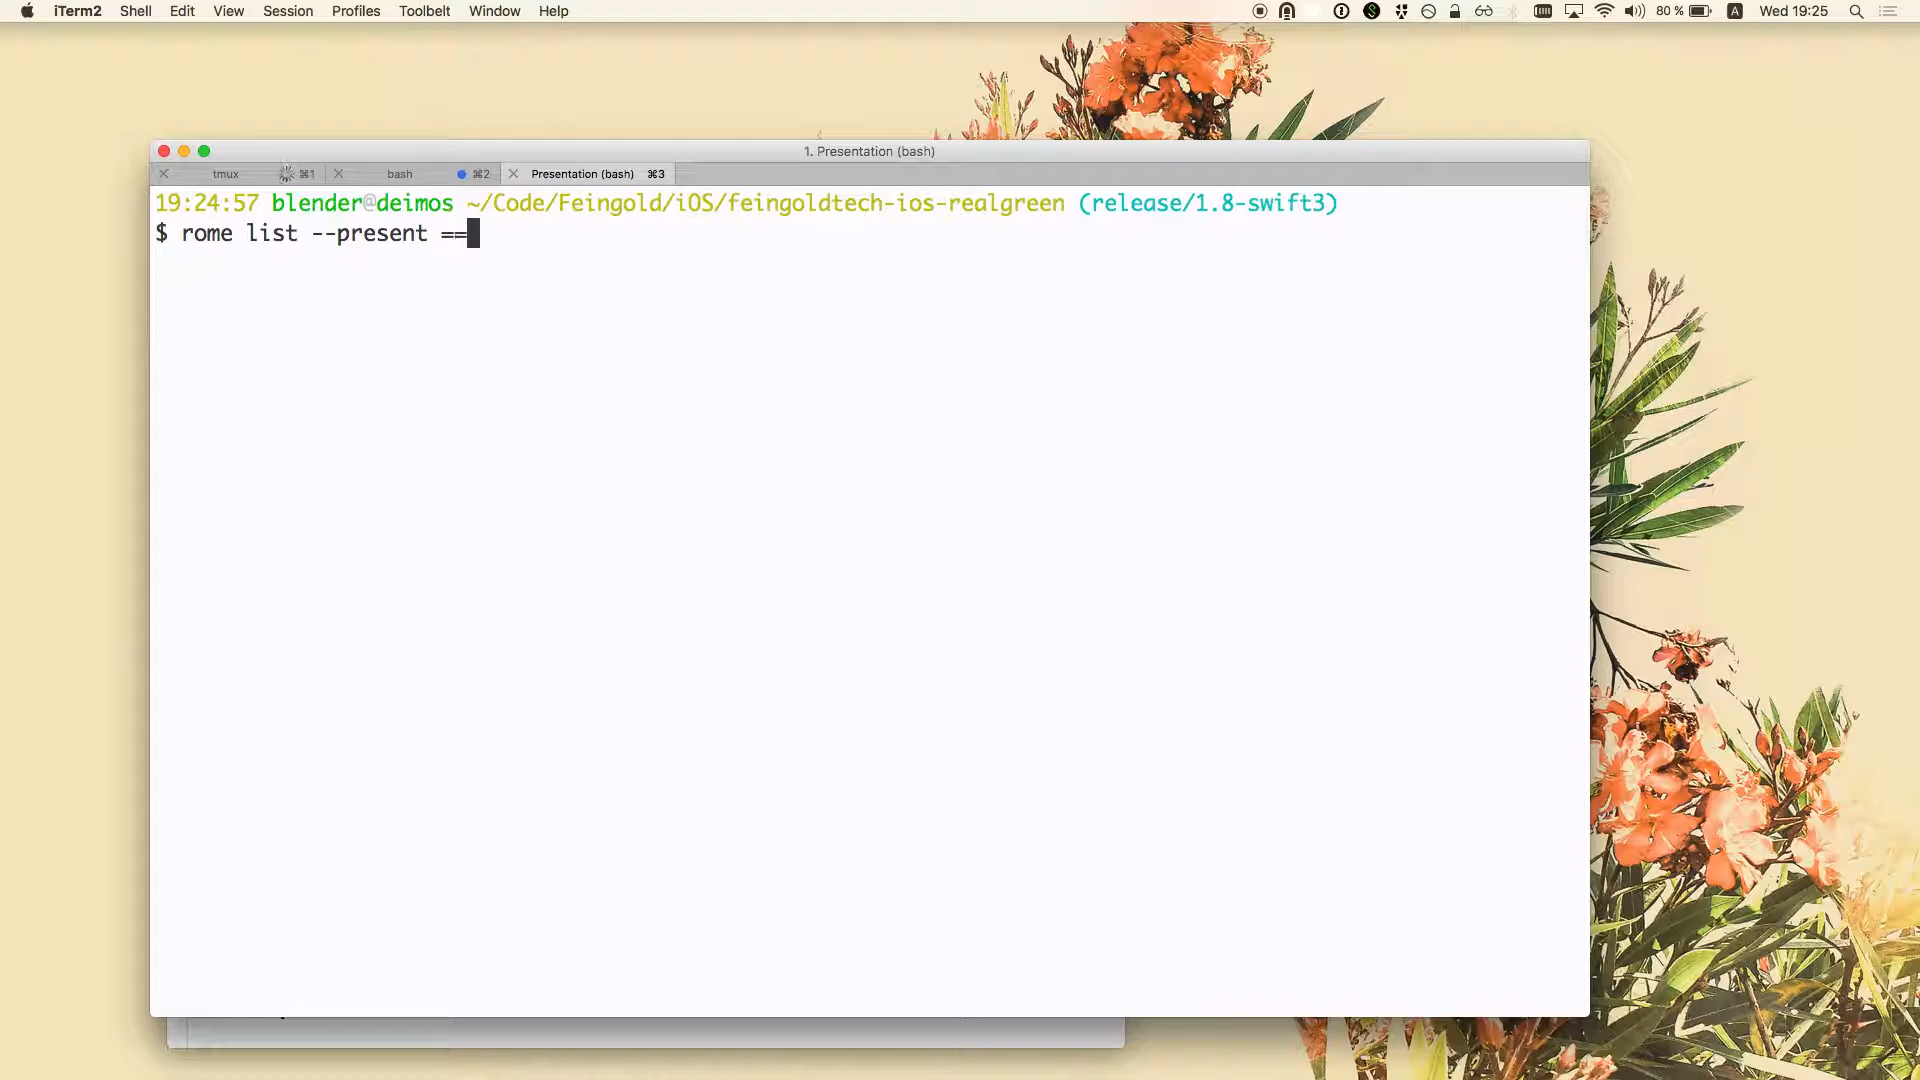 iTerm2 Shell Edit View Session Profiles Toolbelt Window Help 80 % A Wed 19:25
1. Presentation (bash)
tmux ⌘1 bash ⌘2 Presentation (bash) ⌘3
19:24:57 blender@deimos ~/Code/Feingold/iOS/feingoldtech-ios-realgreen (release/1.8-swift3)
$ rome list --present ==